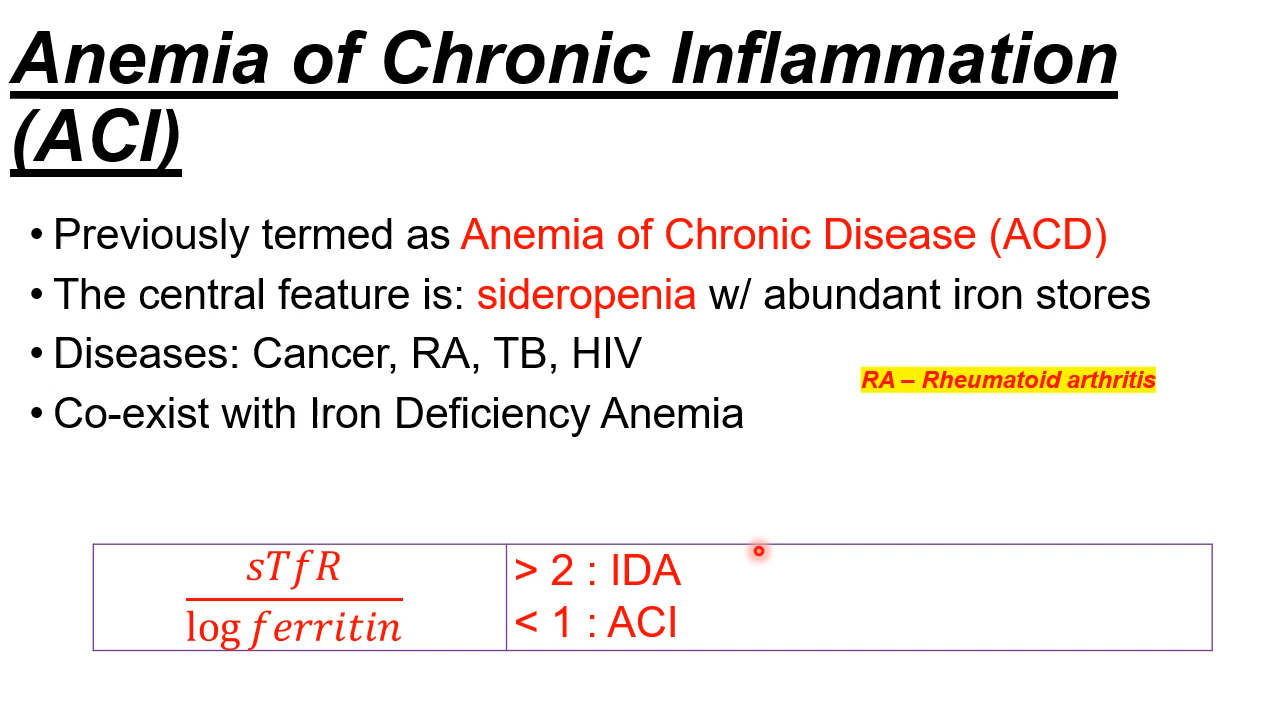 Anemia of Chronic Inflammation
(ACI)
• Previously termed as Anemia of Chronic Disease (ACD)
• The central feature is: sideropenia w/ abundant iron stores
• Diseases: Cancer, RA, TB, HIV
RA – Rheumatoid arthritis
• Co-exist with Iron Deficiency Anemia
sTfR
log ferritin
> 2 : IDA
< 1 : ACI